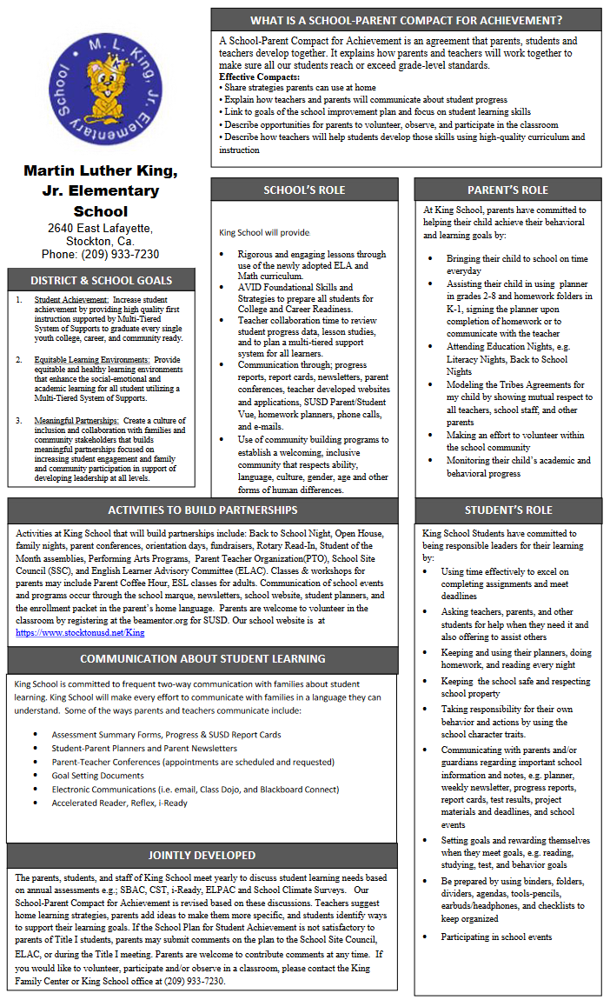 M. L. King, Jr. Elementary School
Martin Luther King,
Jr. Elementary
School
2640 East Lafayette,
Stockton, Ca.
Phone: (209) 933-7230
WHAT IS A SCHOOL-PARENT COMPACT FOR ACHIEVEMENT?
A School-Parent Compact for Achievement is an agreement that parents, students and
teachers develop together. It explains how parents and teachers will work together to
make sure all our students reach or exceed grade-level standards.
Effective Compacts:
• Share strategies parents can use at home
• Explain how teachers and parents will communicate about student progress
• Link to goals of the school improvement plan and focus on student learning skills
• Describe opportunities for parents to volunteer, observe, and participate in the classroom
• Describe how teachers will help students develop those skills using high-quality curriculum and
instruction
DISTRICT & SCHOOL GOALS
1. Student Achievement: Increase student
achievement by providing high quality first
instruction supported by Multi-Tiered
System of Supports to graduate every single
youth college, career, and community ready.
2. Equitable Learning Environments: Provide
equitable and healthy learning environments
that enhance the social-emotional and
academic learning for all student utilizing a
Multi-Tiered System of Supports.
3. Meaningful Partnerships: Create a culture of
inclusion and collaboration with families and
community stakeholders that builds
meaningful partnerships focused on
increasing student engagement and family
and community participation in support of
developing leadership at all levels.
SCHOOL'S ROLE
King School will provide
• Rigorous and engaging lessons through
use of the newly adopted ELA and
Math curriculum.
• AVID Foundational Skills and
Strategies to prepare all students for
College and Career Readiness.
• Teacher collaboration time to review
student progress data, lesson studies,
and to plan a multi-tiered support
system for all learners.
• Communication through; progress
reports, report cards, newsletters, parent
conferences, teacher developed websites
and applications, SUSD Parent/Student
Vue, homework planners, phone calls,
and e-mails.
• Use of community building programs to
establish a welcoming, inclusive
community that respects ability,
language, culture, gender, age and other
forms of human differences.
PARENT'S ROLE
At King School, parents have committed to
helping their child achieve their behavioral
and learning goals by:
• Bringing their child to school on time
everyday
• Assisting their child in using planner
in grades 2-8 and homework folders in
K-1, signing the planner upon
completion of homework or to
communicate with the teacher
• Attending Education Nights, e.g.
Literacy Nights, Back to School
Nights
• Modeling the Tribes Agreements for
my child by showing mutual respect to
all teachers, school staff, and other
parents
• Making an effort to volunteer within
the school community
• Monitoring their child's academic and
behavioral progress
ACTIVITIES TO BUILD PARTNERSHIPS
Activities at King School that will build partnerships include: Back to School Night, Open House,
family nights, parent conferences, orientation days, fundraisers, Rotary Read-In, Student of the
Month assemblies, Performing Arts Programs, Parent Teacher Organization(PTO), School Site
Council (SSC), and English Learner Advisory Committee (ELAC). Classes & workshops for
parents may include Parent Coffee Hour, ESL classes for adults. Communication of school events
and programs occur through the school marque, newsletters, school website, student planners, and
the enrollment packet in the parent's home language. Parents are welcome to volunteer in the
classroom by registering at the beamentor.org for SUSD. Our school website is at
https://www.stocktonusd.net/King
COMMUNICATION ABOUT STUDENT LEARNING
King School is committed to frequent two-way communication with families about student
learning. King School will make every effort to communicate with families in a language they can
understand. Some of the ways parents and teachers communicate include:
• Assessment Summary Forms, Progress & SUSD Report Cards
• Student-Parent Planners and Parent Newsletters
• Parent-Teacher Conferences (appointments are scheduled and requested)
• Goal Setting Documents
• Electronic Communications (i.e. email, Class Dojo, and Blackboard Connect)
• Accelerated Reader, Reflex, i-Ready
JOINTLY DEVELOPED
The parents, students, and staff of King School meet yearly to discuss student learning needs based
on annual assessments e.g.; SBAC, CST, i-Ready, ELPAC and School Climate Surveys. Our
School-Parent Compact for Achievement is revised based on these discussions. Teachers suggest
home learning strategies, parents add ideas to make them more specific, and students identify ways
to support their learning goals. If the School Plan for Student Achievement is not satisfactory to
parents of Title I students, parents may submit comments on the plan to the School Site Council,
ELAC, or during the Title I meeting. Parents are welcome to contribute comments at any time. If
you would like to volunteer, participate and/or observe in a classroom, please contact the King
Family Center or King School office at (209) 933-7230.
STUDENT'S ROLE
King School Students have committed to
being responsible leaders for their learning
by:
• Using time effectively to excel on
completing assignments and meet
deadlines
• Asking teachers, parents, and other
students for help when they need it and
also offering to assist others
• Keeping and using their planners, doing
homework, and reading every night
• Keeping the school safe and respecting
school property
• Taking responsibility for their own
behavior and actions by using the
school character traits.
• Communicating with parents and/or
guardians regarding important school
information and notes, e.g. planner,
weekly newsletter, progress reports,
report cards, test results, project
materials and deadlines, and school
events
• Setting goals and rewarding themselves
when they meet goals, e.g. reading,
studying, test, and behavior goals
• Be prepared by using binders, folders,
dividers, agendas, tools-pencils,
earbuds/headphones, and checklists to
keep organized
• Participating in school events